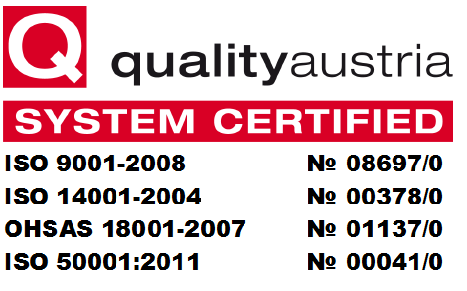 Q
qualityaustria
SYSTEM CERTIFIED
ISO 9001-2008 № 08697/0
ISO 14001-2004 № 00378/0
OHSAS 18001-2007 № 01137/0
ISO 50001:2011 № 00041/0